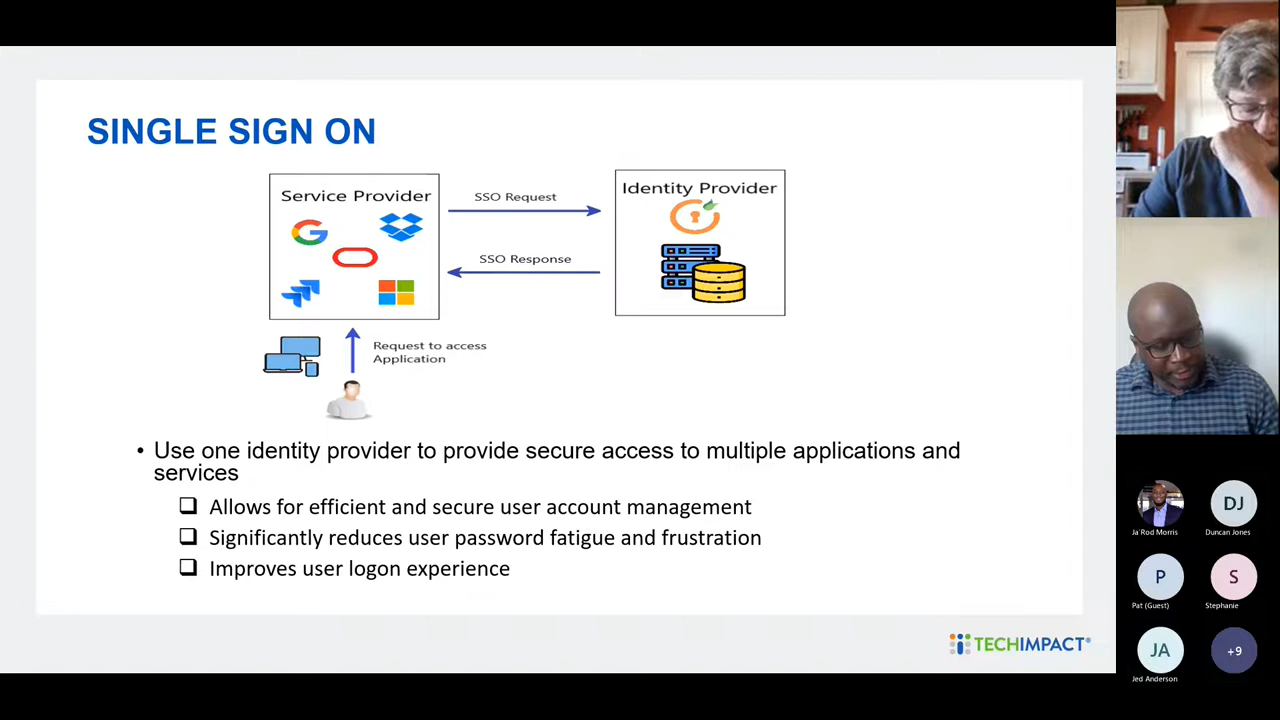 SINGLE SIGN ON
Service Provider
SSO Request
Identity Provider
SSO Response
Request to access
Application
• Use one identity provider to provide secure access to multiple applications and
services
❑ Allows for efficient and secure user account management
❑ Significantly reduces user password fatigue and frustration
❑ Improves user logon experience
TECHIMPACT®
Ja'Rod Morris
DJ
Duncan Jones
P
Pat (Guest)
S
Stephanie
JA
Jed Anderson
+9